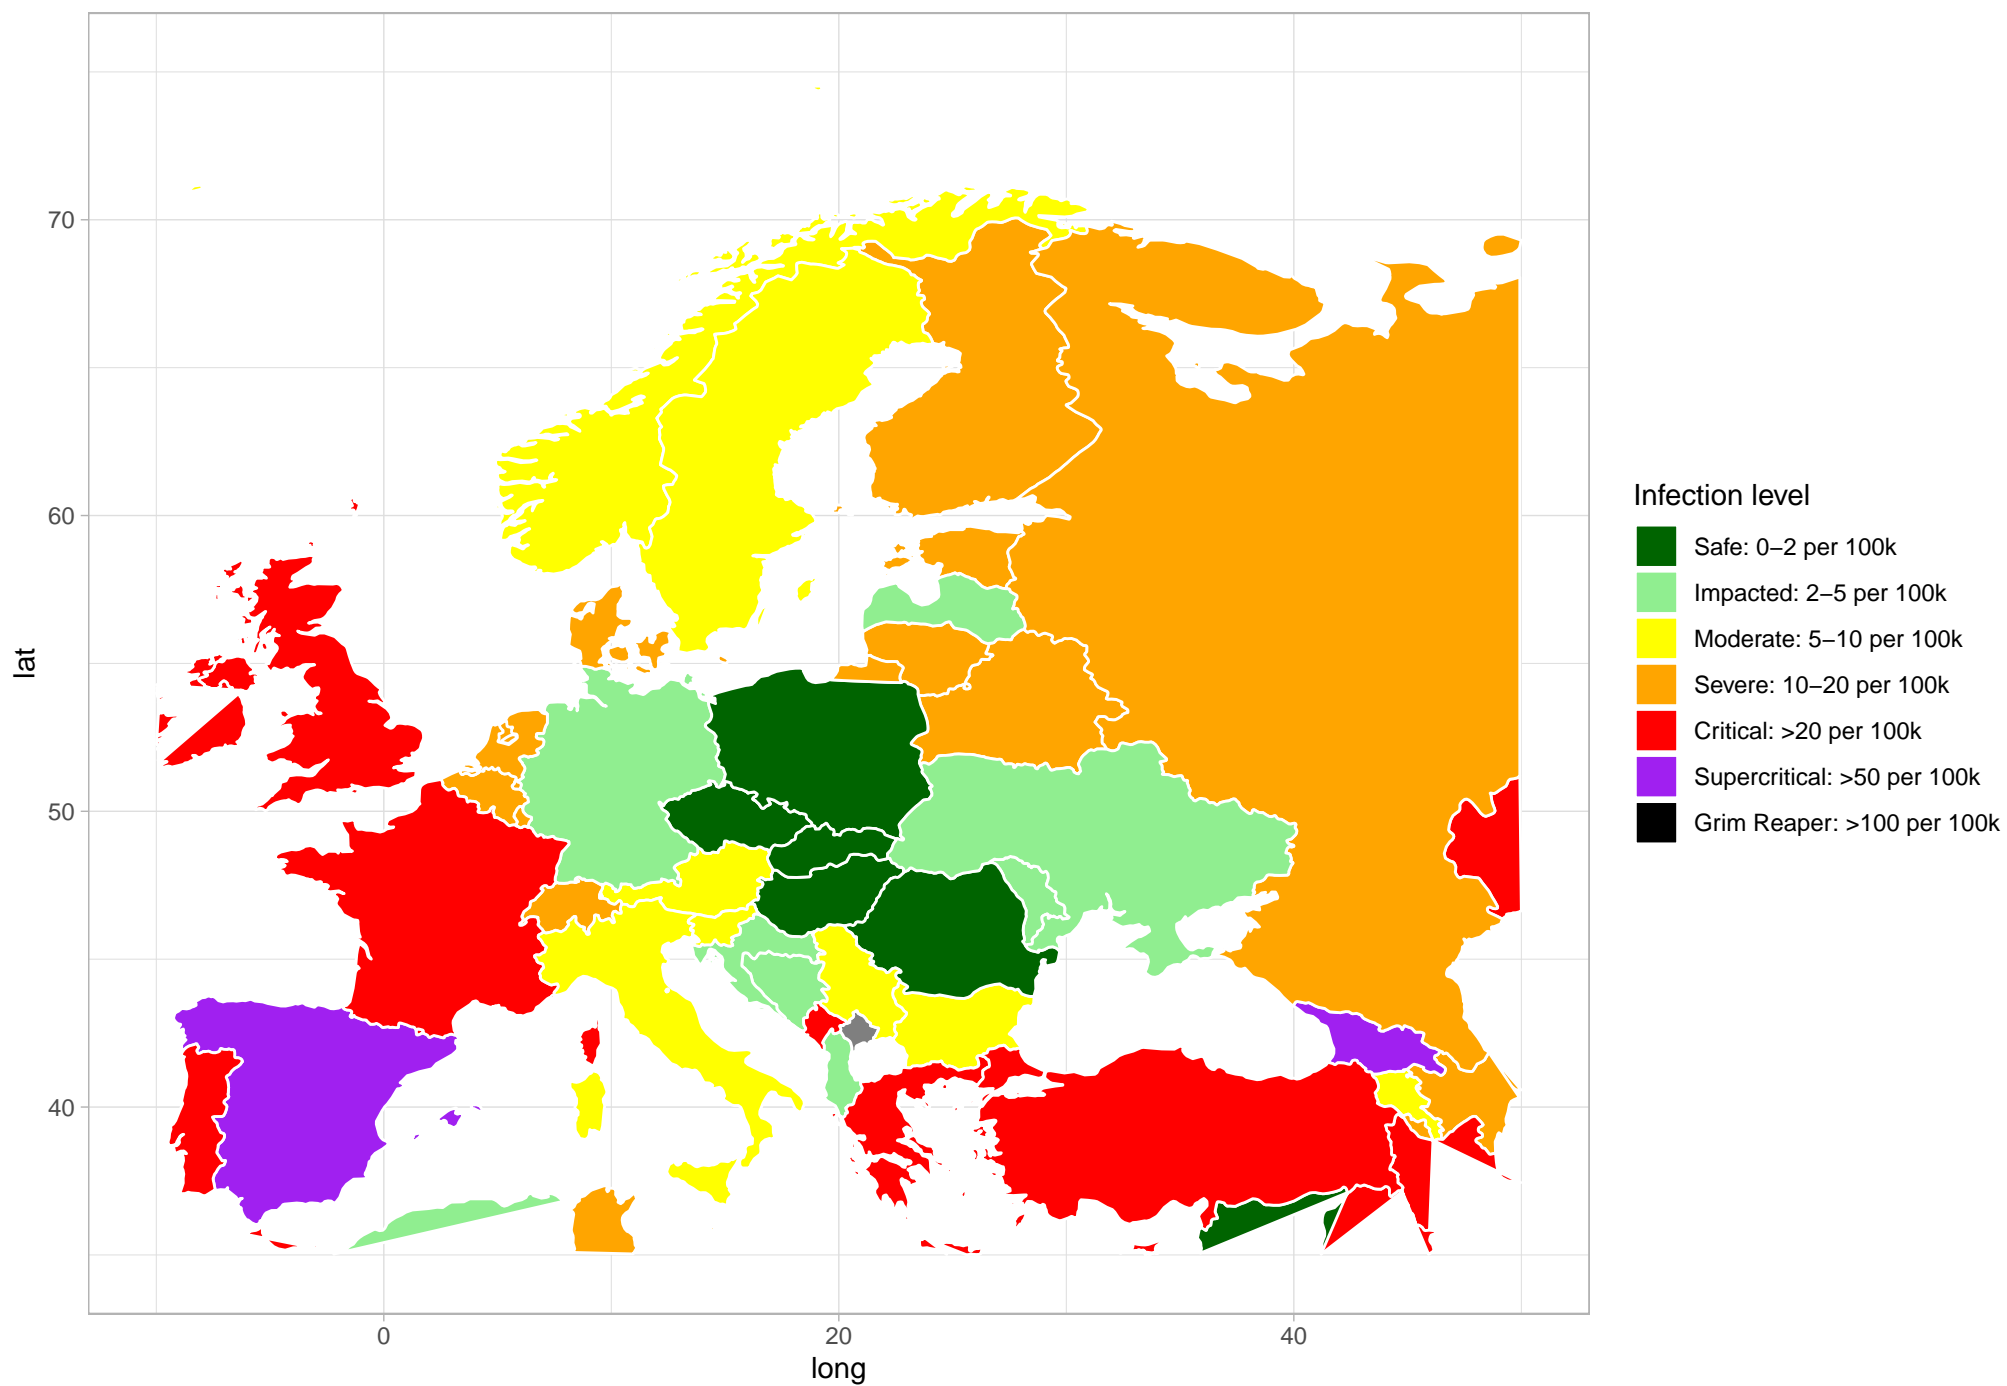 70
60
50
40
lat
0
20
40
long
Infection level
Safe: 0−2 per 100k
Impacted: 2−5 per 100k
Moderate: 5−10 per 100k
Severe: 10−20 per 100k
Critical: >20 per 100k
Supercritical: >50 per 100k
Grim Reaper: >100 per 100k